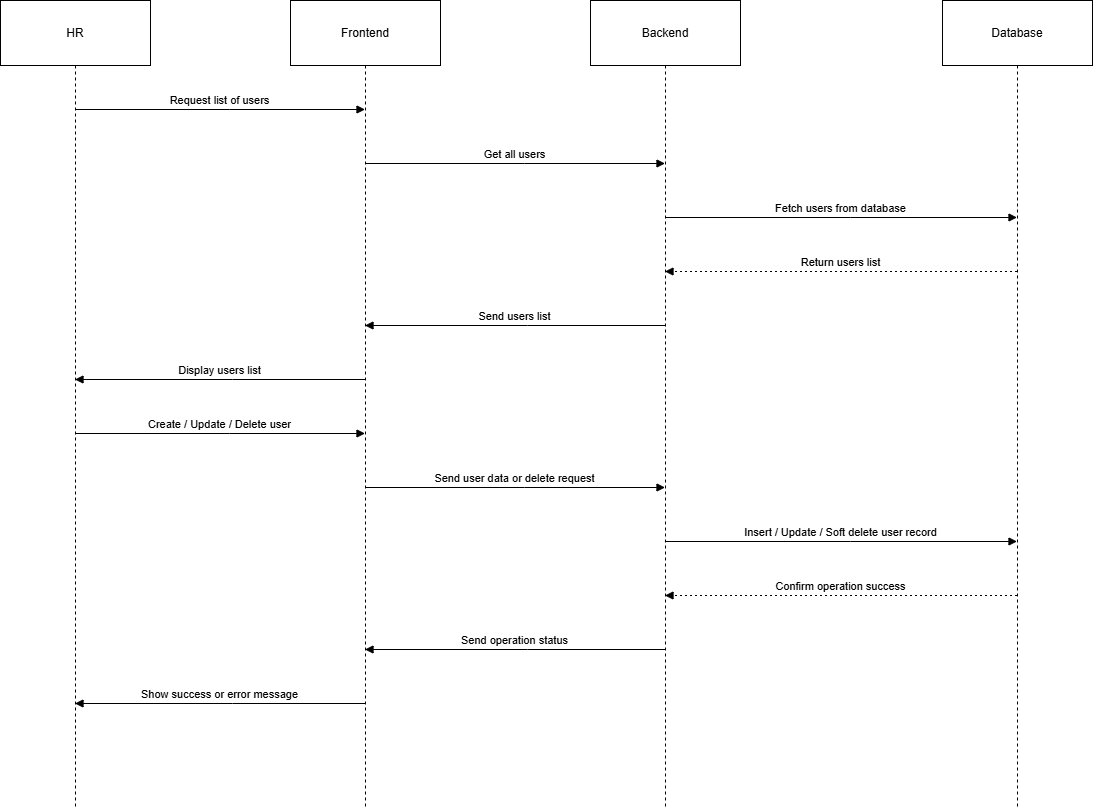 HR
Frontend
Backend
Database
Request list of users
Get all users
Fetch users from database
Return users list
Send users list
Display users list
Create / Update / Delete user
Send user data or delete request
Insert / Update / Soft delete user record
Confirm operation success
Send operation status
Show success or error message